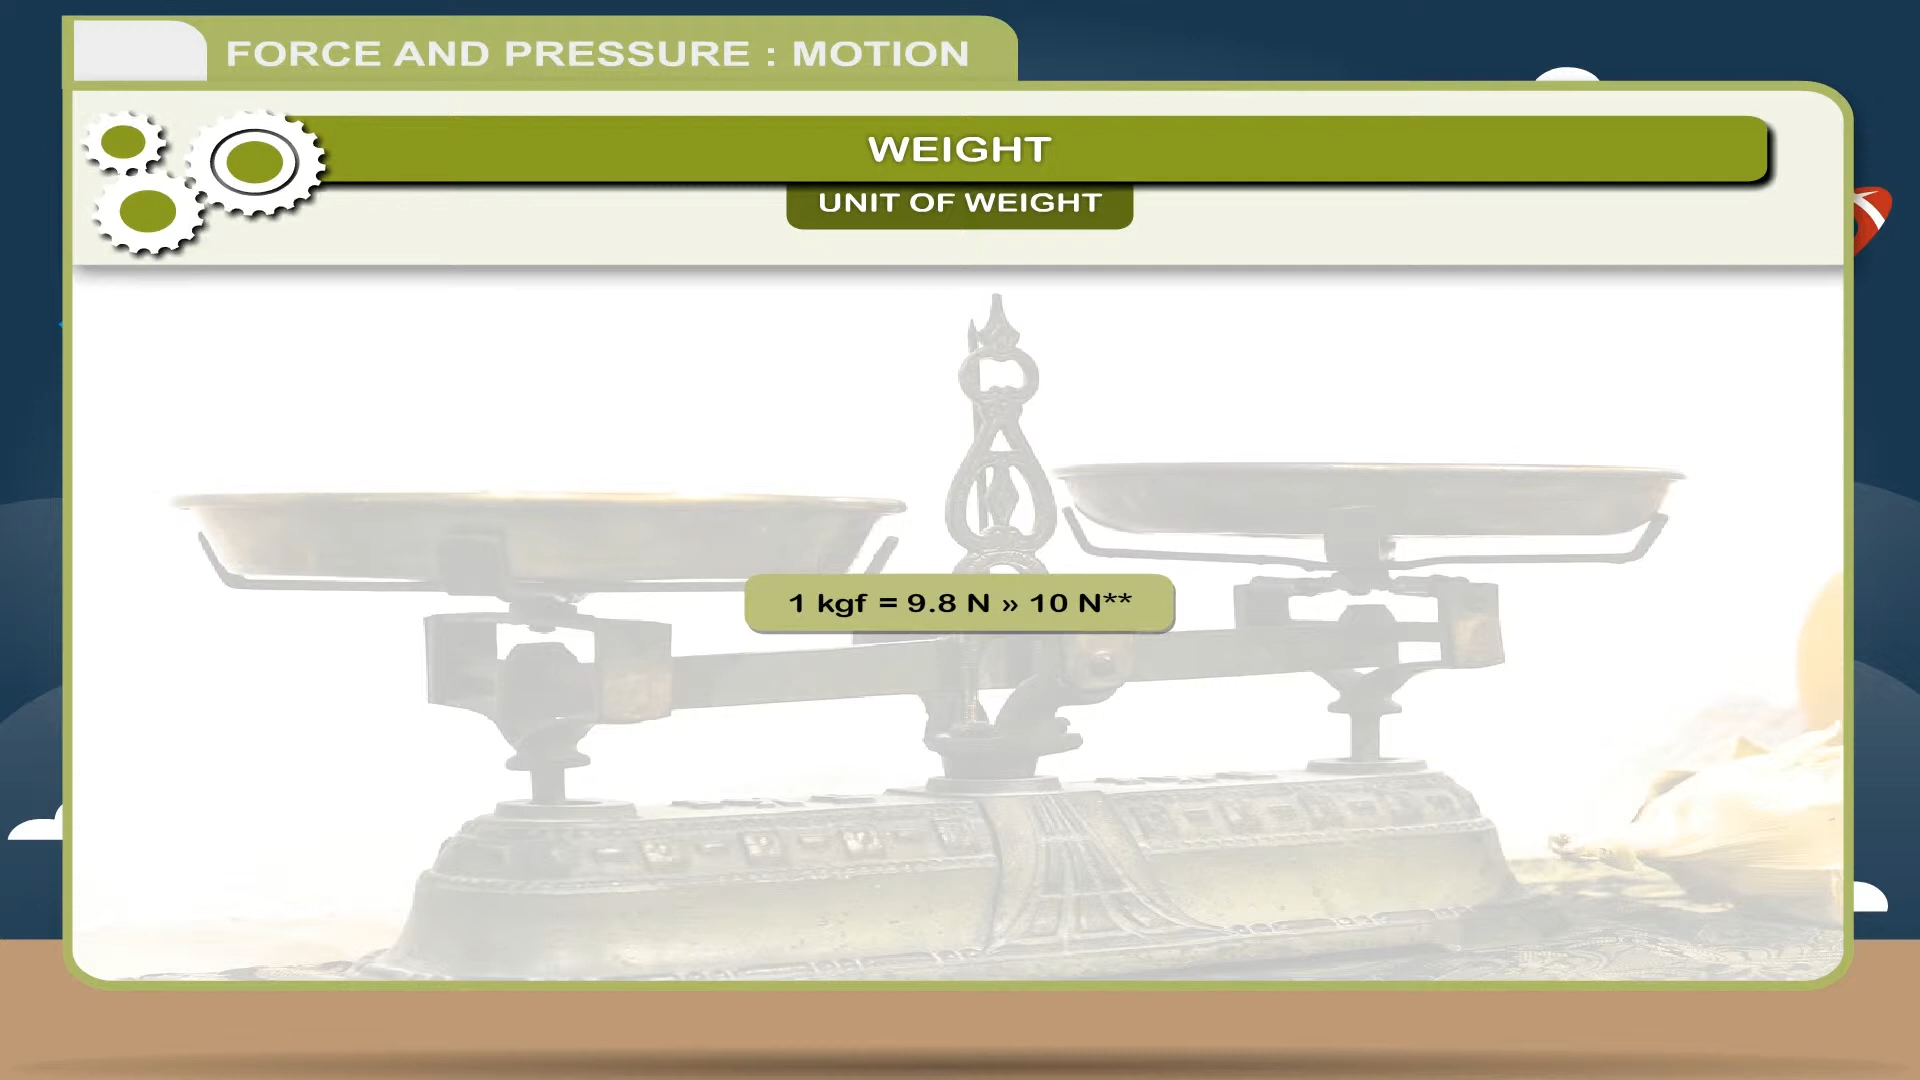 FORCE AND PRESSURE : MOTION
WEIGHT
UNIT OF WEIGHT
1 kgf = 9.8 N » 10 N**